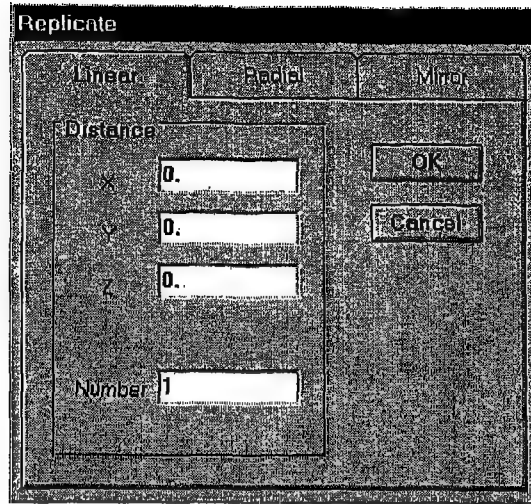 Replicate
Linear Radial Mirror
Distance
X 0.
Y 0.
Z 0.
Number 1
OK
Cancel